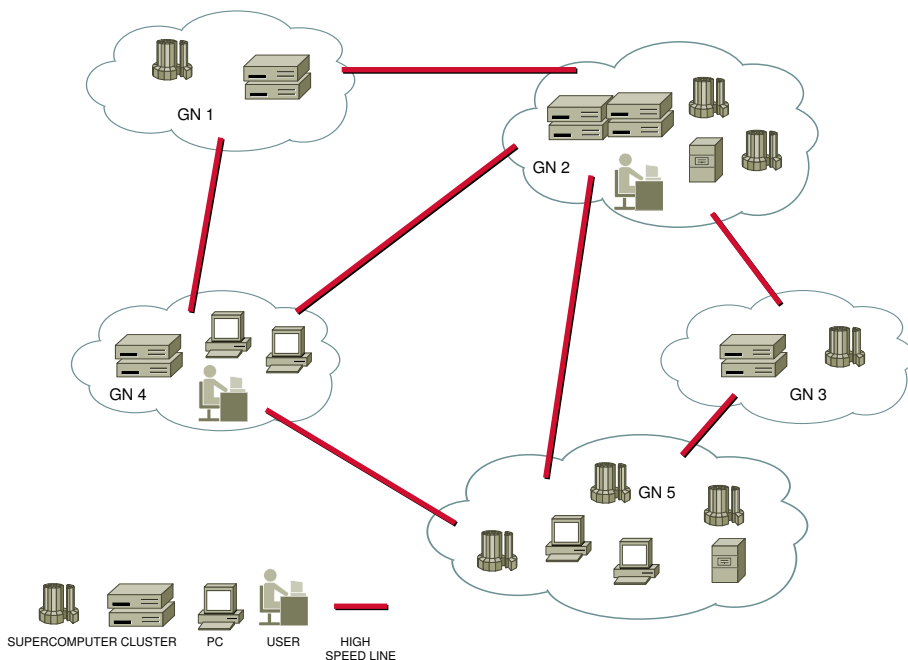 GN 1
GN 2
GN 4
GN 3
GN 5
SUPERCOMPUTER CLUSTER PC USER HIGH
SPEED LINE